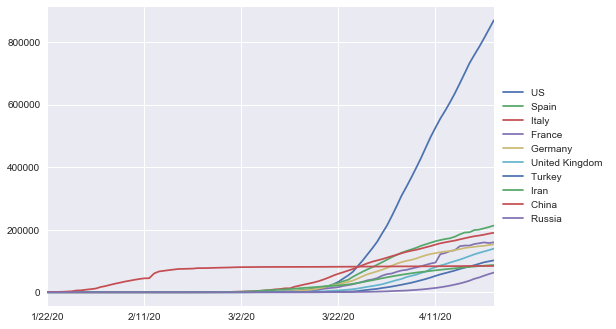 800000
600000
400000
200000
0
1/22/20
2/11/20
3/2/20
3/22/20
4/11/20
US
Spain
Italy
France
Germany
United Kingdom
Turkey
Iran
China
Russia